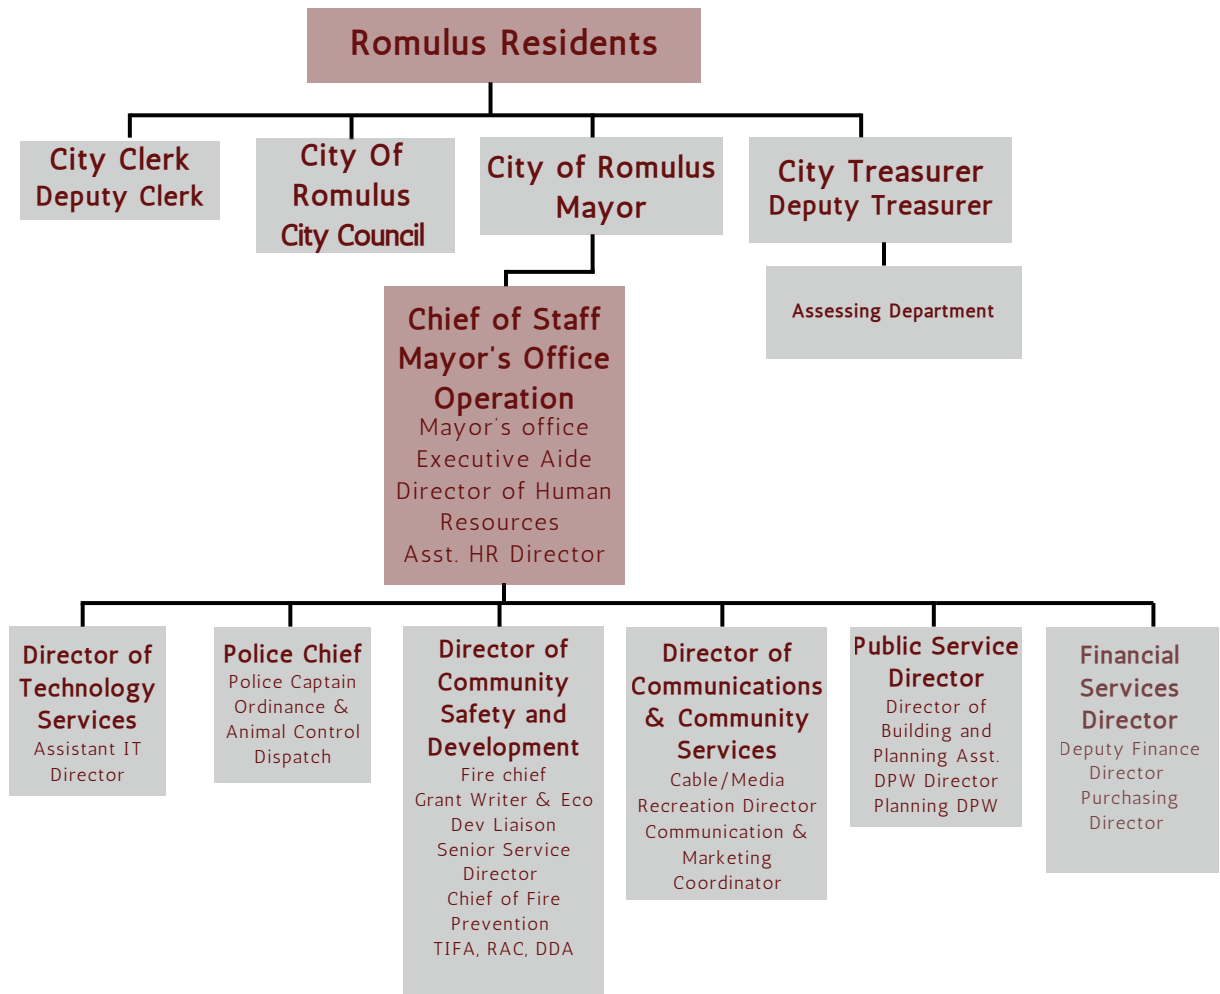 Romulus Residents
City Clerk
Deputy Clerk
City Of
Romulus
City Council
City of Romulus
Mayor
City Treasurer
Deputy Treasurer
Assessing Department
Chief of Staff
Mayor's Office
Operation
Mayor's office
Executive Aide
Director of Human
Resources
Asst. HR Director
Director of
Technology
Services
Assistant IT
Director
Police Chief
Police Captain
Ordinance &
Animal Control
Dispatch
Director of
Community
Safety and
Development
Fire chief
Grant Writer & Eco
Dev Liaison
Senior Service
Director
Chief of Fire
Prevention
TIFA, RAC, DDA
Director of
Communications
& Community
Services
Cable/Media
Recreation Director
Communication &
Marketing
Coordinator
Public Service
Director
Director of
Building and
Planning Asst.
DPW Director
Planning DPW
Financial
Services
Director
Deputy Finance
Director
Purchasing
Director